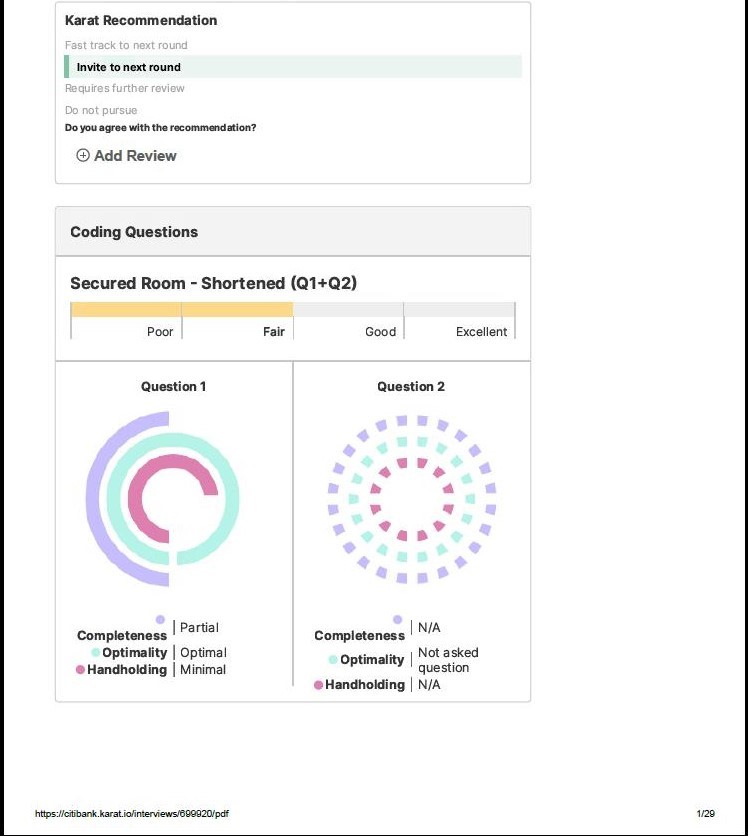 Karat Recommendation
Fast track to next round
Invite to next round
Requires further review
Do not pursue
Do you agree with the recommendation?
Add Review
Coding Questions
Secured Room - Shortened (Q1+Q2)
Poor Fair Good Excellent
Question 1
Completeness | Partial
Optimality | Optimal
Handholding | Minimal
Question 2
Completeness | N/A
Optimality | Not asked
question
Handholding | N/A
https://citibank.karat.io/interviews/699920/pdf 1/29